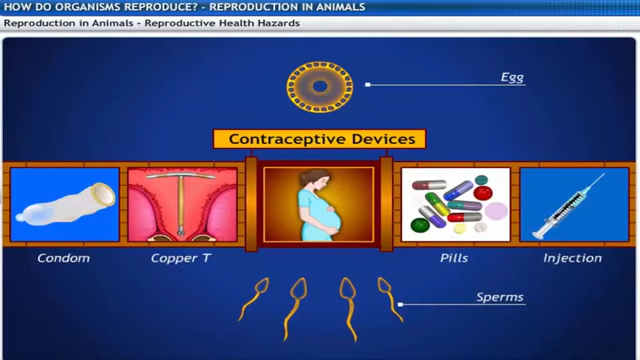 HOW DO ORGANISMS REPRODUCE? - REPRODUCTION IN ANIMALS
Reproduction in Animals - Reproductive Health Hazards
Egg
Contraceptive Devices
Condom
Copper T
Pills
Injection
Sperms